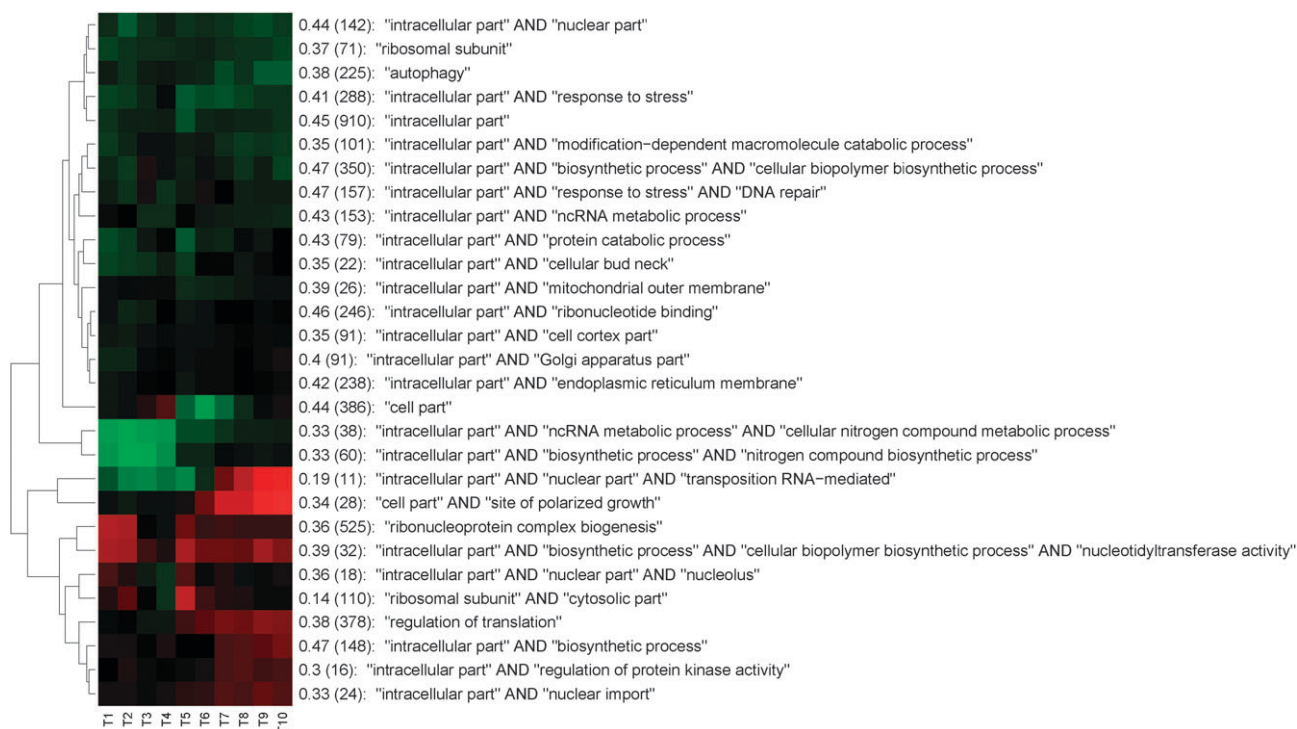 0.44 (142): "intracellular part" AND "nuclear part"
0.37 (71): "ribosomal subunit"
0.38 (225): "autophagy"
0.41 (288): "intracellular part" AND "response to stress"
0.45 (910): "intracellular part"
0.35 (101): "intracellular part" AND "modification-dependent macromolecule catabolic process"
0.47 (350): "intracellular part" AND "biosynthetic process" AND "cellular biopolymer biosynthetic process"
0.47 (157): "intracellular part" AND "response to stress" AND "DNA repair"
0.43 (153): "intracellular part" AND "ncRNA metabolic process"
0.43 (79): "intracellular part" AND "protein catabolic process"
0.35 (22): "intracellular part" AND "cellular bud neck"
0.39 (26): "intracellular part" AND "mitochondrial outer membrane"
0.46 (246): "intracellular part" AND "ribonucleotide binding"
0.35 (91): "intracellular part" AND "cell cortex part"
0.4 (91): "intracellular part" AND "Golgi apparatus part"
0.42 (238): "intracellular part" AND "endoplasmic reticulum membrane"
0.44 (386): "cell part"
0.33 (38): "intracellular part" AND "ncRNA metabolic process" AND "cellular nitrogen compound metabolic process"
0.33 (60): "intracellular part" AND "biosynthetic process" AND "nitrogen compound biosynthetic process"
0.19 (11): "intracellular part" AND "nuclear part" AND "transposition RNA-mediated"
0.34 (28): "cell part" AND "site of polarized growth"
0.36 (525): "ribonucleoprotein complex biogenesis"
0.39 (32): "intracellular part" AND "biosynthetic process" AND "cellular biopolymer biosynthetic process" AND "nucleotidyltransferase activity"
0.36 (18): "intracellular part" AND "nuclear part" AND "nucleolus"
0.14 (110): "ribosomal subunit" AND "cytosolic part"
0.38 (378): "regulation of translation"
0.47 (148): "intracellular part" AND "biosynthetic process"
0.3 (16): "intracellular part" AND "regulation of protein kinase activity"
0.33 (24): "intracellular part" AND "nuclear import"
T1 T2 T3 T4 T5 T6 T7 T8 T9 T10